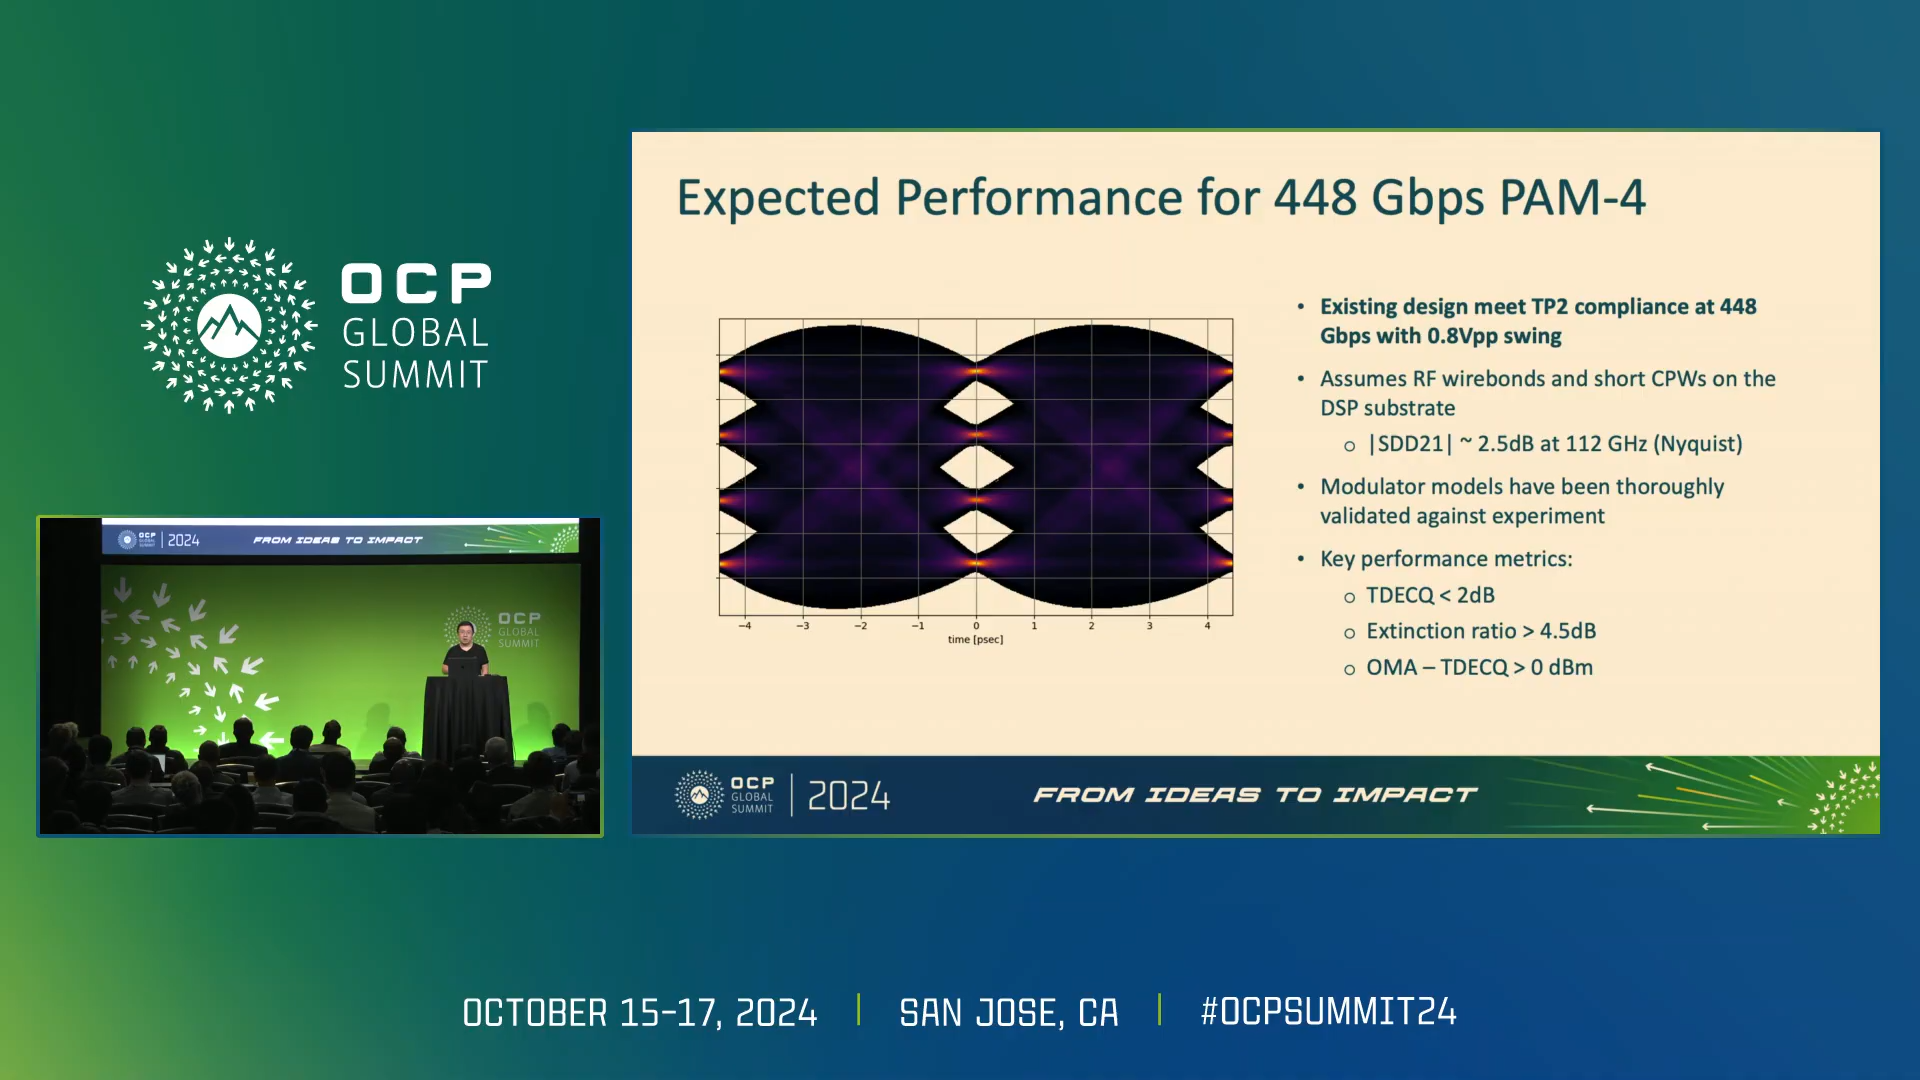 OCP
GLOBAL
SUMMIT
OCP
GLOBAL
SUMMIT
2024
FROM IDEAS TO IMPACT
OCP
GLOBAL
SUMMIT
Expected Performance for 448 Gbps PAM-4
−4 −3 −2 −1 0 1 2 3 4
time [psec]
• Existing design meet TP2 compliance at 448
Gbps with 0.8Vpp swing
• Assumes RF wirebonds and short CPWs on the
DSP substrate
o |SDD21| ~ 2.5dB at 112 GHz (Nyquist)
• Modulator models have been thoroughly
validated against experiment
• Key performance metrics:
o TDECQ < 2dB
o Extinction ratio > 4.5dB
o OMA – TDECQ > 0 dBm
OCP
GLOBAL
SUMMIT
2024
FROM IDEAS TO IMPACT
OCTOBER 15-17, 2024 | SAN JOSE, CA | #OCPSUMMIT24